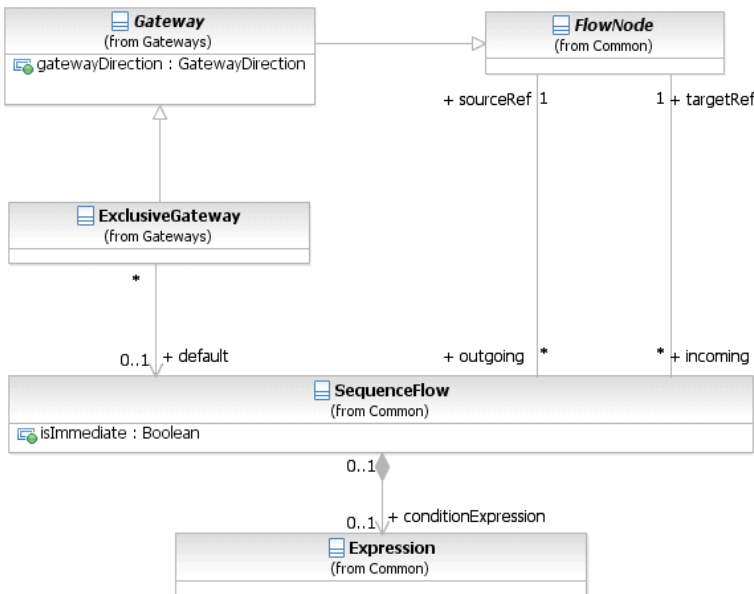 Gateway
(from Gateways)
gatewayDirection : GatewayDirection
FlowNode
(from Common)
+ sourceRef 1
1 + targetRef
ExclusiveGateway
(from Gateways)
*
0..1 + default
+ outgoing *
* + incoming
SequenceFlow
(from Common)
isImmediate : Boolean
0..1
0..1 + conditionExpression
Expression
(from Common)